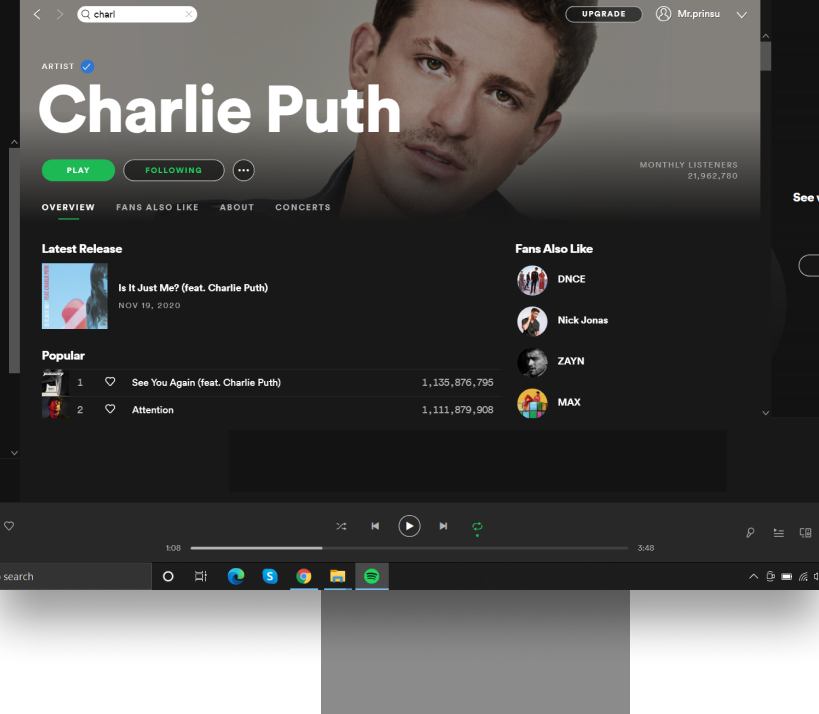 charl
UPGRADE
Mr.prinsu
ARTIST
Charlie Puth
PLAY
FOLLOWING
MONTHLY LISTENERS
21,962,780
OVERVIEW
FANS ALSO LIKE
ABOUT
CONCERTS
See
Latest Release
Is It Just Me? (feat. Charlie Puth)
NOV 19, 2020
Popular
1 See You Again (feat. Charlie Puth) 1,135,876,795
2 Attention 1,111,879,908
Fans Also Like
DNCE
Nick Jonas
ZAYN
MAX
1:08
3:48
search